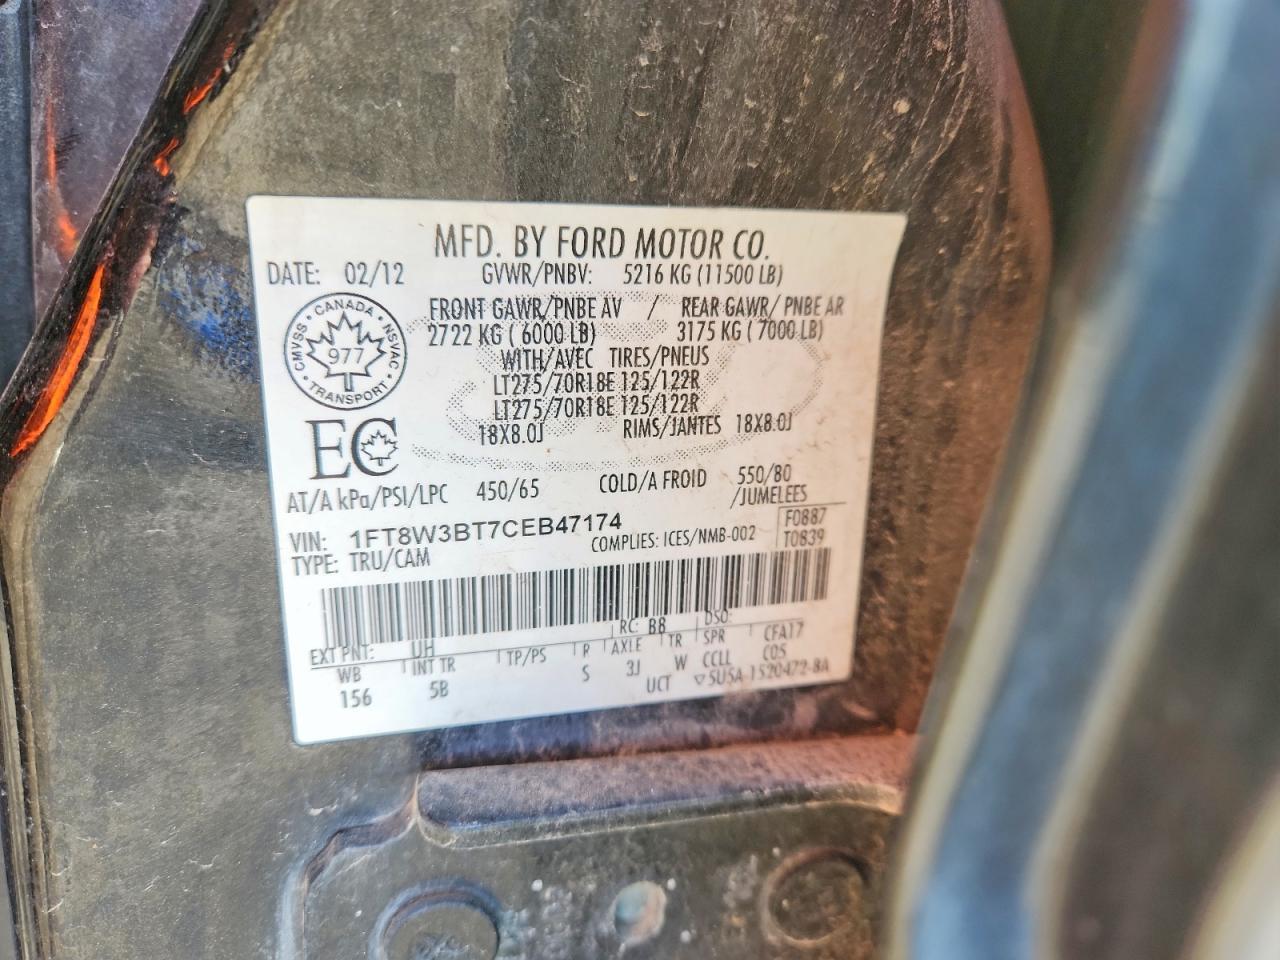 MFD. BY FORD MOTOR CO.
DATE: 02/12 GVWR/PNBV: 5216 KG (11500 LB)
FRONT GAWR/PNBE AV / REAR GAWR/ PNBE AR
2722 KG ( 6000 LB) 3175 KG ( 7000 LB)
WITH/AVEC TIRES/PNEUS
LT275/70R18E 125/122R
LT275/70R18E 125/122R
18X8.0J RIMS/JANTES 18X8.0J
CANADA NSVAC TRANSPORT CMVSS
977
EC
AT/A kPa/PSI/LPC 450/65 COLD/A FROID 550/80
/JUMELEES
VIN: 1FT8W3BT7CEB47174 F0887
TYPE: TRU/CAM COMPLIES: ICES/NMB-002 T0839
RC: B8 DSO:
EXT PNT: UH
WB INT TR TP/PS R AXLE TR SPR CFA17
156 5B S 3J W CCLL C05
UCT ▽5U5A-1520472-8A